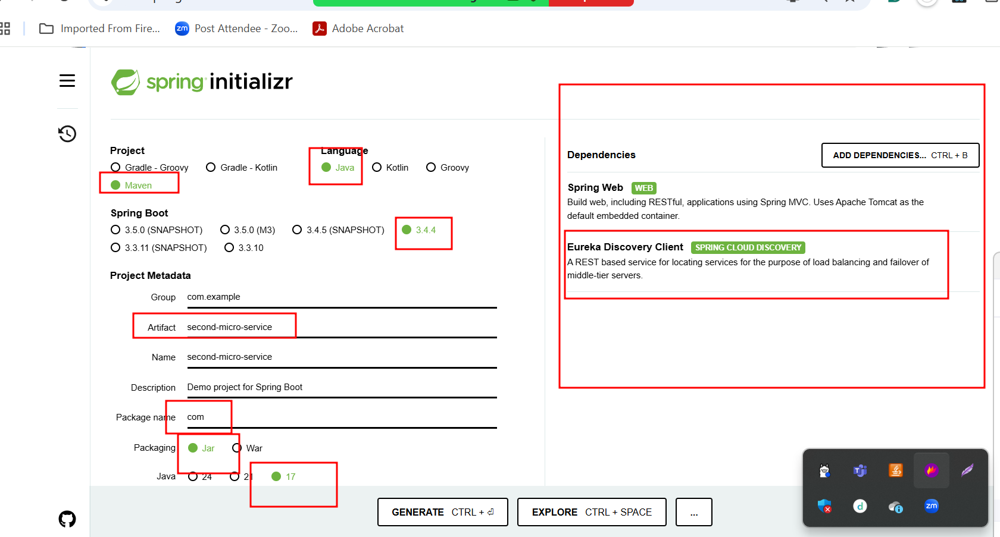 Imported From Fire...
zm Post Attendee - Zoo...
Adobe Acrobat
spring initializr
Project
Gradle - Groovy
Gradle - Kotlin
Maven
Language
Java
Kotlin
Groovy
Spring Boot
3.5.0 (SNAPSHOT)
3.5.0 (M3)
3.4.5 (SNAPSHOT)
3.4.4
3.3.11 (SNAPSHOT)
3.3.10
Project Metadata
Group com.example
Artifact second-micro-service
Name second-micro-service
Description Demo project for Spring Boot
Package name com
Packaging Jar War
Java 24 21 17
Dependencies
ADD DEPENDENCIES... CTRL + B
Spring Web WEB
Build web, including RESTful, applications using Spring MVC. Uses Apache Tomcat as the
default embedded container.
Eureka Discovery Client SPRING CLOUD DISCOVERY
A REST based service for locating services for the purpose of load balancing and failover of
middle-tier servers.
GENERATE CTRL + ⏎
EXPLORE CTRL + SPACE
...
T
d
zm